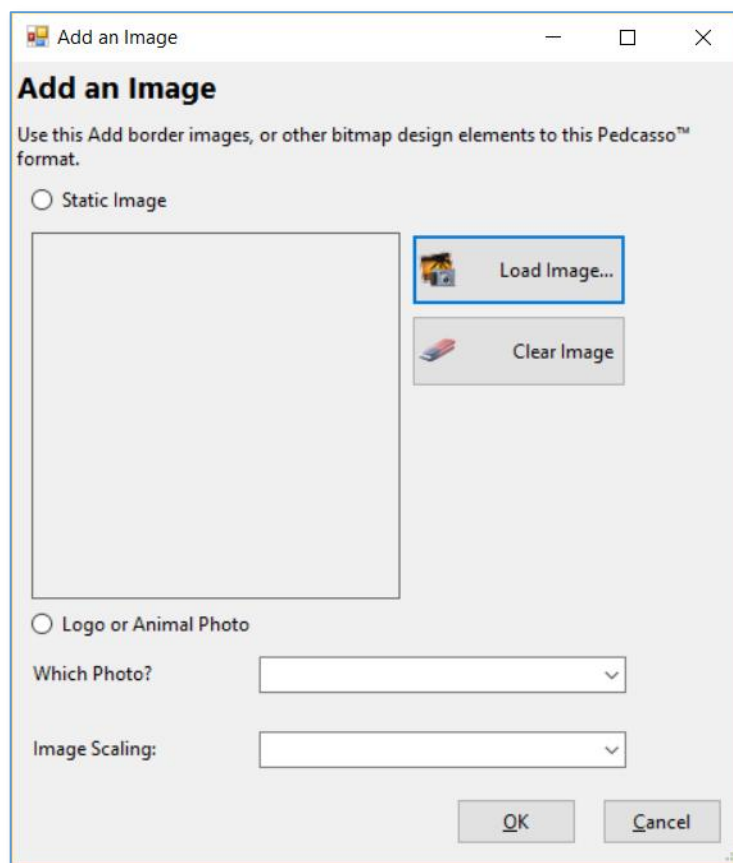 Add an Image
Add an Image
Use this Add border images, or other bitmap design elements to this Pedcasso™
format.
Static Image
Load Image...
Clear Image
Logo or Animal Photo
Which Photo?
Image Scaling:
OK
Cancel